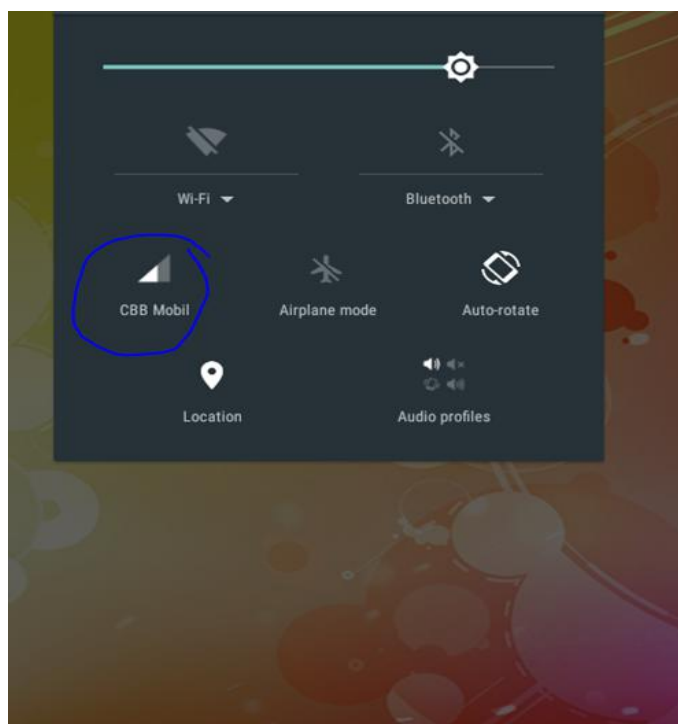 Wi-Fi
Bluetooth
CBB Mobil
Airplane mode
Auto-rotate
Location
Audio profiles